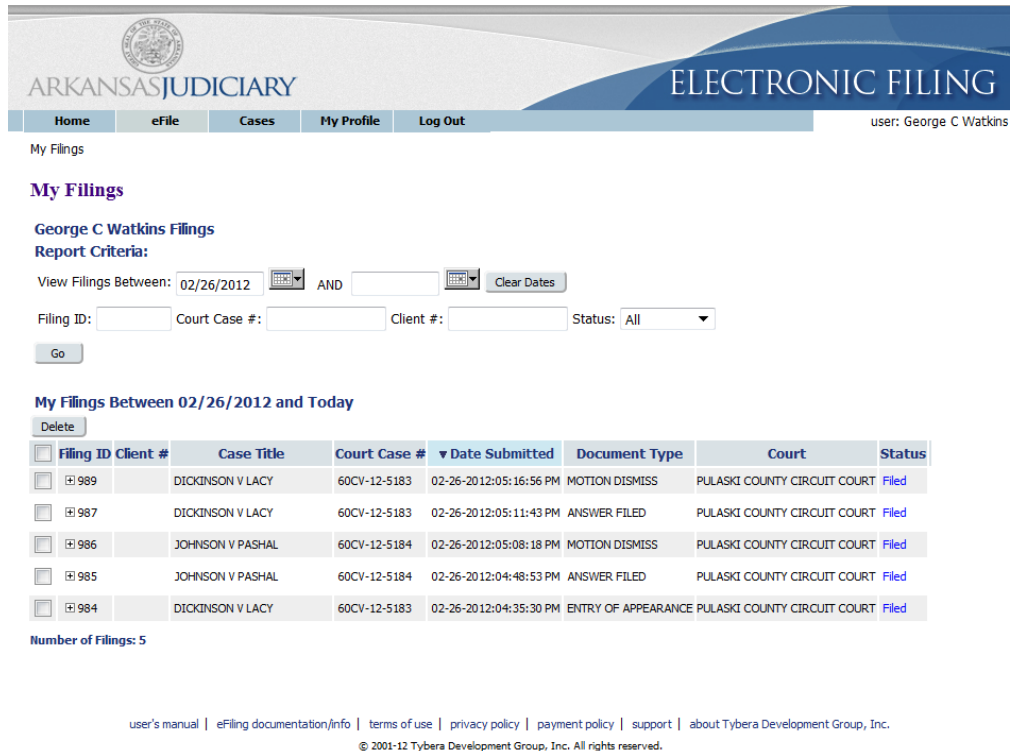 ARKANSASJUDICIARY
ELECTRONIC FILING
Home eFile Cases My Profile Log Out user: George C Watkins
My Filings
My Filings
George C Watkins Filings
Report Criteria:
View Filings Between: 02/26/2012 AND Clear Dates
Filing ID: Court Case #: Client #: Status: All
Go
My Filings Between 02/26/2012 and Today
Delete
Filing ID Client # Case Title Court Case # ▼ Date Submitted Document Type Court Status
989 DICKINSON V LACY 60CV-12-5183 02-26-2012:05:16:56 PM MOTION DISMISS PULASKI COUNTY CIRCUIT COURT Filed
987 DICKINSON V LACY 60CV-12-5183 02-26-2012:05:11:43 PM ANSWER FILED PULASKI COUNTY CIRCUIT COURT Filed
986 JOHNSON V PASHAL 60CV-12-5184 02-26-2012:05:08:18 PM MOTION DISMISS PULASKI COUNTY CIRCUIT COURT Filed
985 JOHNSON V PASHAL 60CV-12-5184 02-26-2012:04:48:53 PM ANSWER FILED PULASKI COUNTY CIRCUIT COURT Filed
984 DICKINSON V LACY 60CV-12-5183 02-26-2012:04:35:30 PM ENTRY OF APPEARANCE PULASKI COUNTY CIRCUIT COURT Filed
Number of Filings: 5
user's manual | eFiling documentation/info | terms of use | privacy policy | payment policy | support | about Tybera Development Group, Inc.
© 2001-12 Tybera Development Group, Inc. All rights reserved.